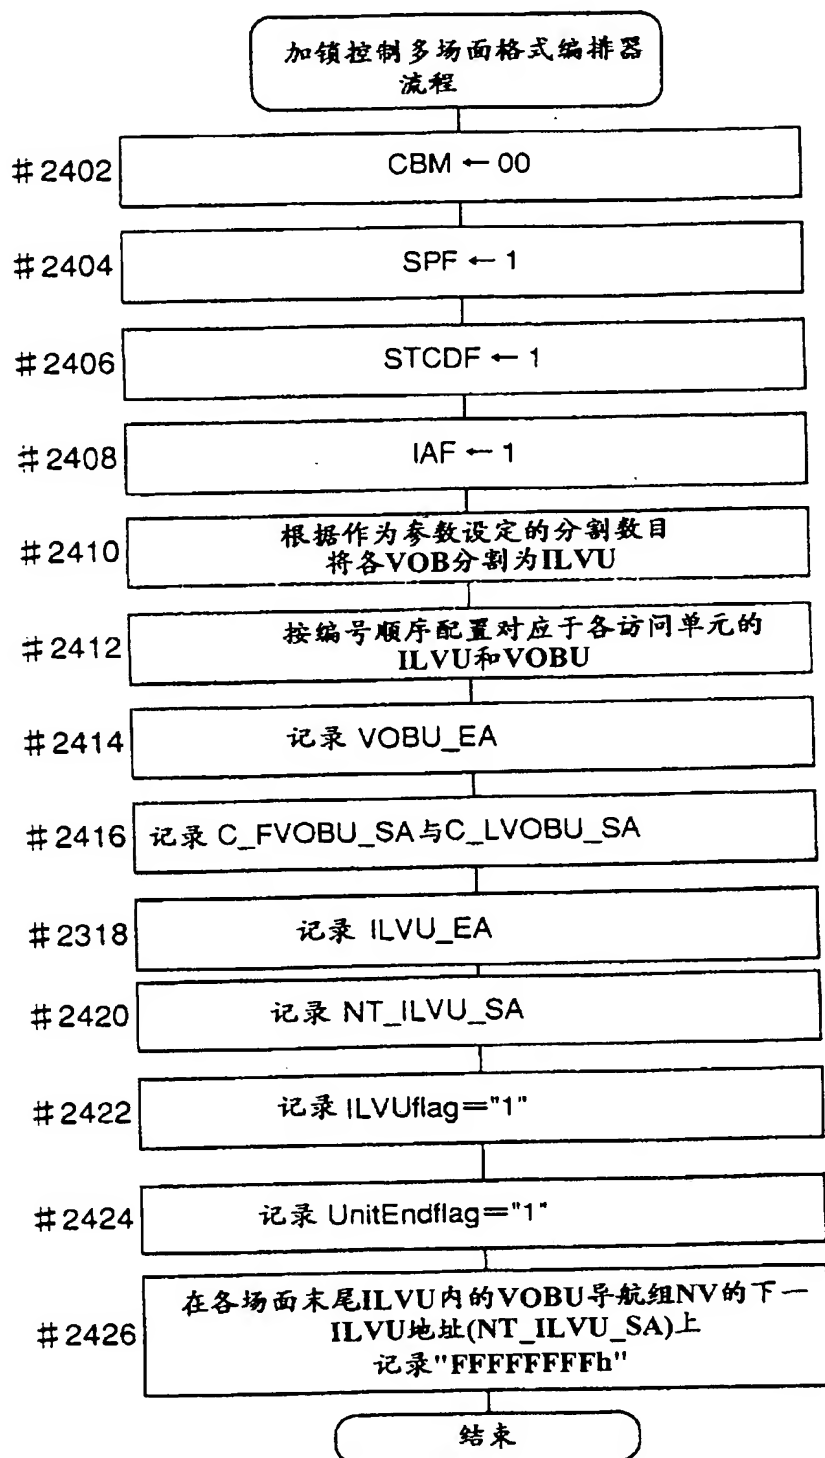 加锁控制多场面格式编排器
流程
#2402
CBM ← 00
#2404
SPF ← 1
#2406
STCDF ← 1
#2408
IAF ← 1
#2410
根据作为参数设定的分割数目
将各VOB分割为ILVU
#2412
按编号顺序配置对应于各访问单元的
ILVU和VOBU
#2414
记录 VOBU_EA
#2416
记录 C_FVOBU_SA与C_LVOBU_SA
#2318
记录 ILVU_EA
#2420
记录 NT_ILVU_SA
#2422
记录 ILVUflag="1"
#2424
记录 UnitEndflag="1"
#2426
在各场面末尾ILVU内的VOBU导航组NV的下一
ILVU地址(NT_ILVU_SA)上
记录"FFFFFFFFh"
结束